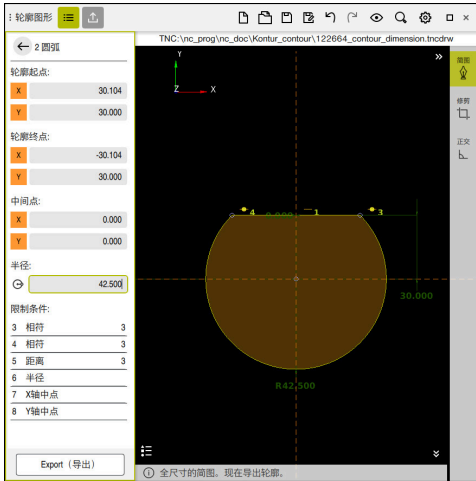 轮廓图形
TNC:\nc_prog\nc_doc\Kontur_contour\122664_contour_dimension.tncdrw
2 圆弧
轮廓起点:
X 30.104
Y 30.000
轮廓终点:
X -30.104
Y 30.000
中间点:
X 0.000
Y 0.000
半径:
42.500
限制条件:
3 相符 3
4 相符 3
5 距离 3
6 半径
7 X轴中点
8 Y轴中点
Export（导出）
Y
Z X
4 0.000 1 3
30.000
R42.500
全尺寸的简图。现在导出轮廓。
简图
修剪
正交